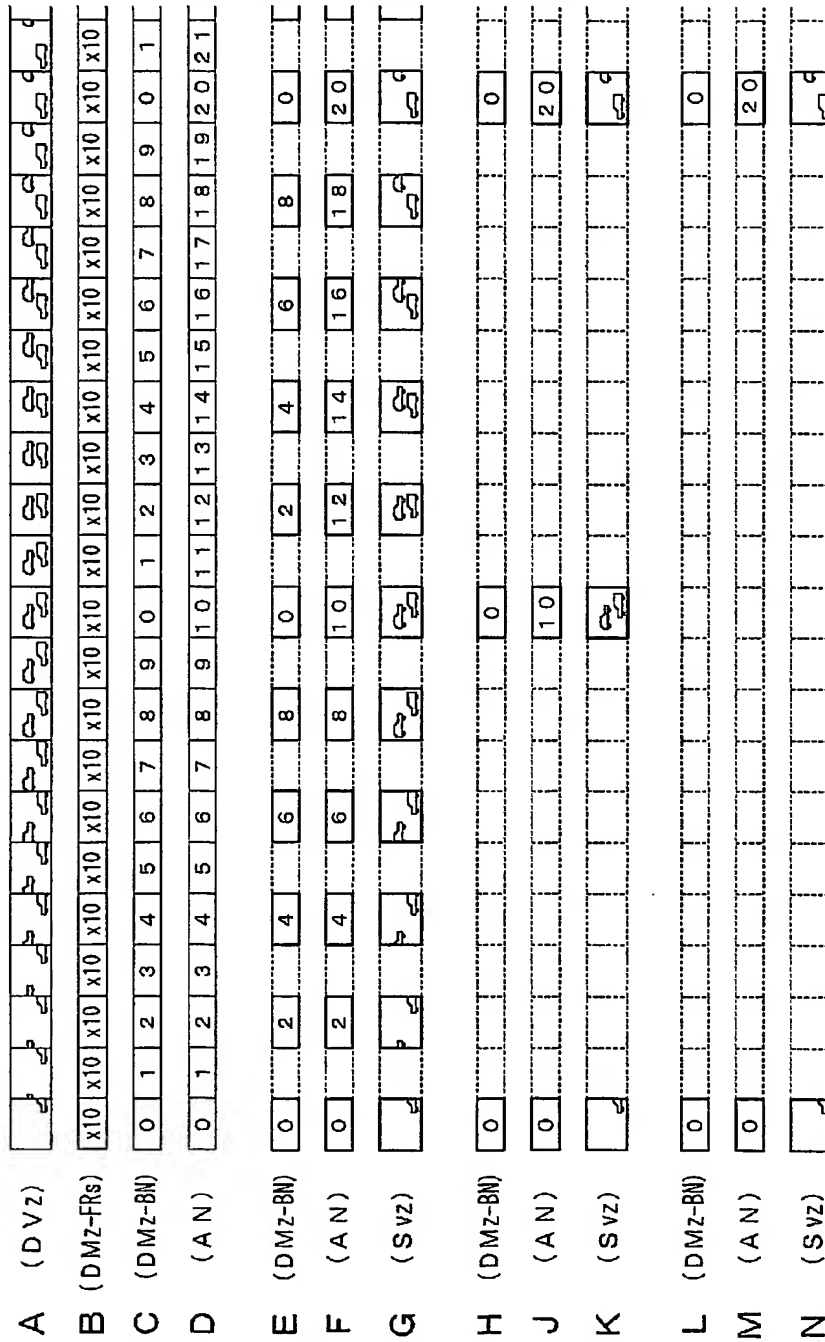 A (DVz)
B (DMz-FRs) x10 x10 x10 x10 x10 x10 x10 x10 x10 x10 x10 x10 x10 x10 x10 x10 x10 x10 x10 x10 x10 x10
C (DMz-BN) 0 1 2 3 4 5 6 7 8 9 0 1 2 3 4 5 6 7 8 9 0 1
D (AN) 0 1 2 3 4 5 6 7 8 9 10 11 12 13 14 15 16 17 18 19 20 21
E (DMz-BN) 0 2 4 6 8 0 2 4 6 8 0
F (AN) 0 2 4 6 8 10 12 14 16 18 20
G (Svz)
H (DMz-BN) 0 0 0
J (AN) 0 10 20
K (Svz)
L (DMz-BN) 0 0
M (AN) 0 20
N (Svz)